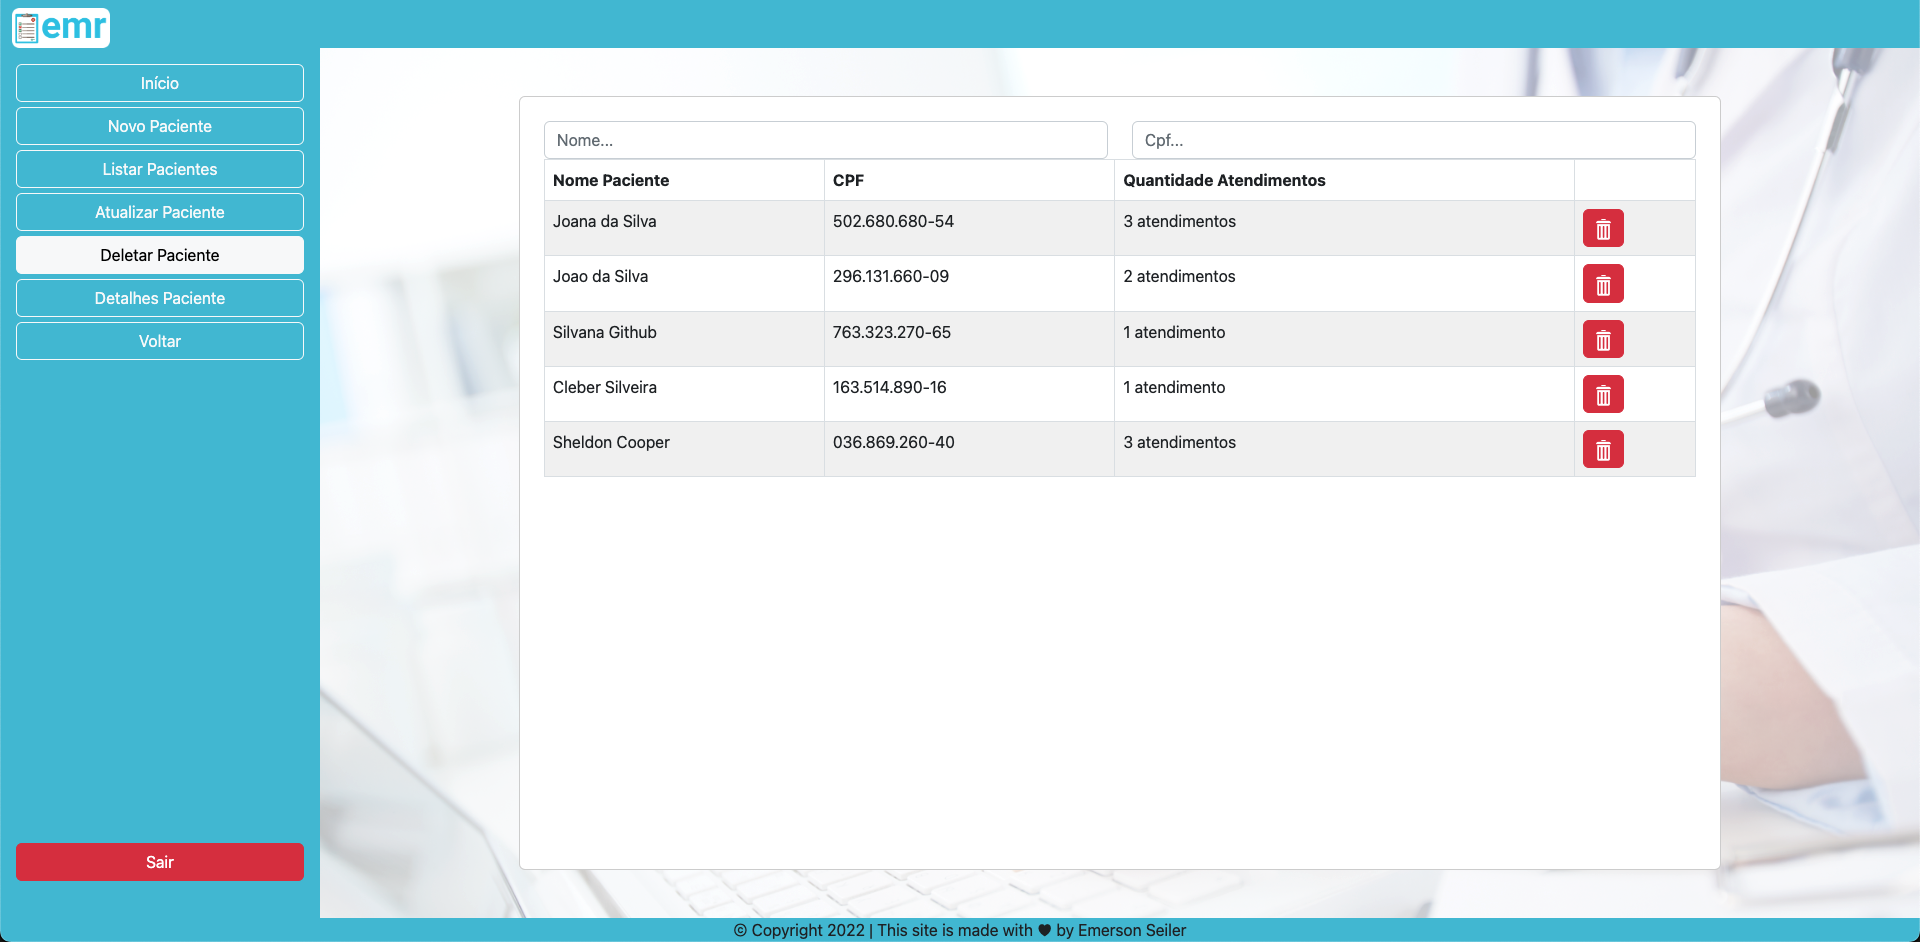 emr
Início
Novo Paciente
Listar Pacientes
Atualizar Paciente
Deletar Paciente
Detalhes Paciente
Voltar
Sair
Nome...
Cpf...
Nome Paciente CPF Quantidade Atendimentos
Joana da Silva 502.680.680-54 3 atendimentos
Joao da Silva 296.131.660-09 2 atendimentos
Silvana Github 763.323.270-65 1 atendimento
Cleber Silveira 163.514.890-16 1 atendimento
Sheldon Cooper 036.869.260-40 3 atendimentos
© Copyright 2022 | This site is made with ♥ by Emerson Seiler